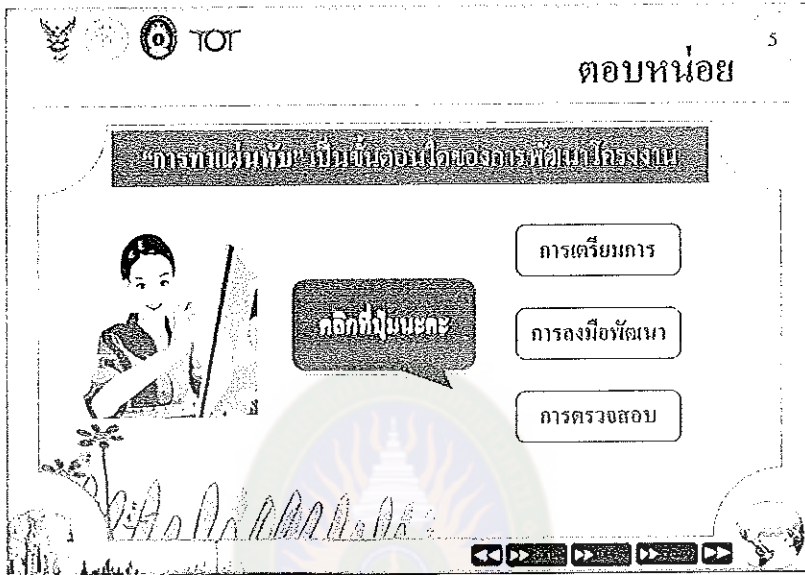 TOT
5
ตอบหน่อย
“การทำแผ่นพับ” เป็นขั้นตอนใดของการพัฒนาโครงงาน
การเตรียมการ
คลิกที่ปุ่มนะคะ
การลงมือพัฒนา
การตรวจสอบ